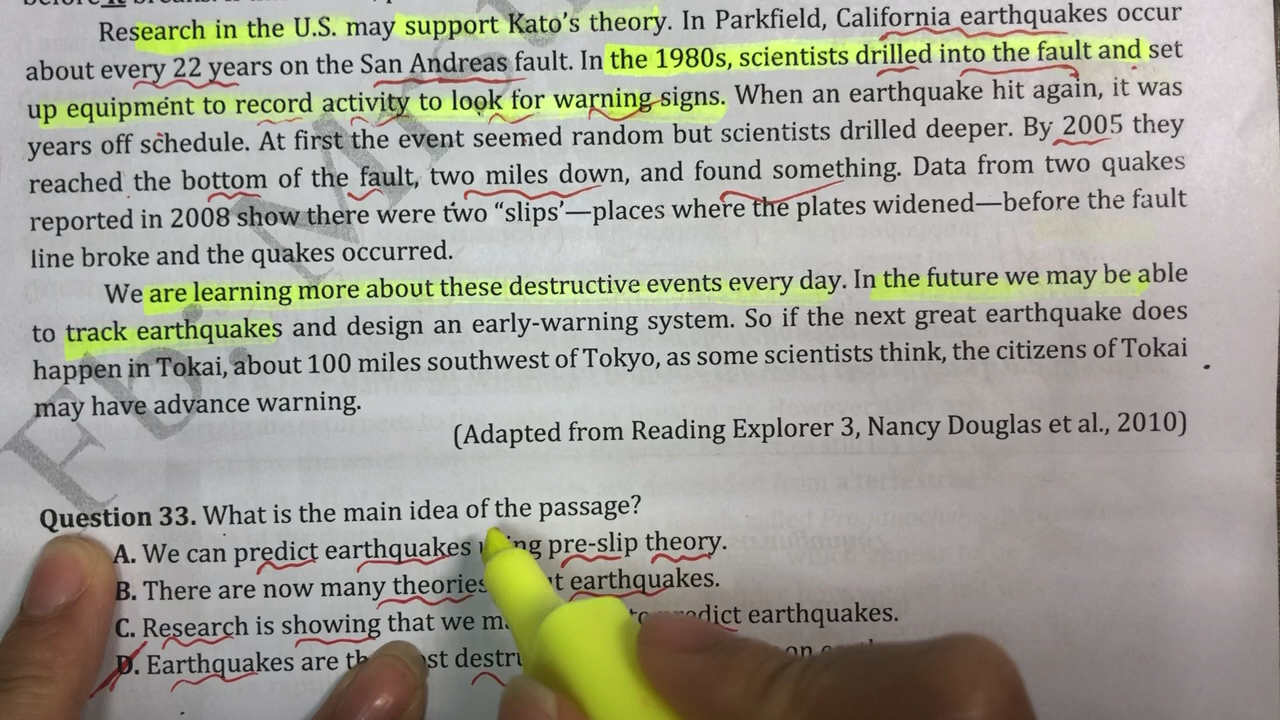 Research in the U.S. may support Kato's theory. In Parkfield, California earthquakes occur
about every 22 years on the San Andreas fault. In the 1980s, scientists drilled into the fault and set
up equipment to record activity to look for warning signs. When an earthquake hit again, it was
years off schedule. At first the event seemed random but scientists drilled deeper. By 2005 they
reached the bottom of the fault, two miles down, and found something. Data from two quakes
reported in 2008 show there were two “slips’—places where the plates widened—before the fault
line broke and the quakes occurred.
We are learning more about these destructive events every day. In the future we may be able
to track earthquakes and design an early-warning system. So if the next great earthquake does
happen in Tokai, about 100 miles southwest of Tokyo, as some scientists think, the citizens of Tokai
may have advance warning.
(Adapted from Reading Explorer 3, Nancy Douglas et al., 2010)
Question 33. What is the main idea of the passage?
A. We can predict earthquakes pre-slip theory.
B. There are now many theories earthquakes.
C. Research is showing that we earthquakes.
D. Earthquakes are